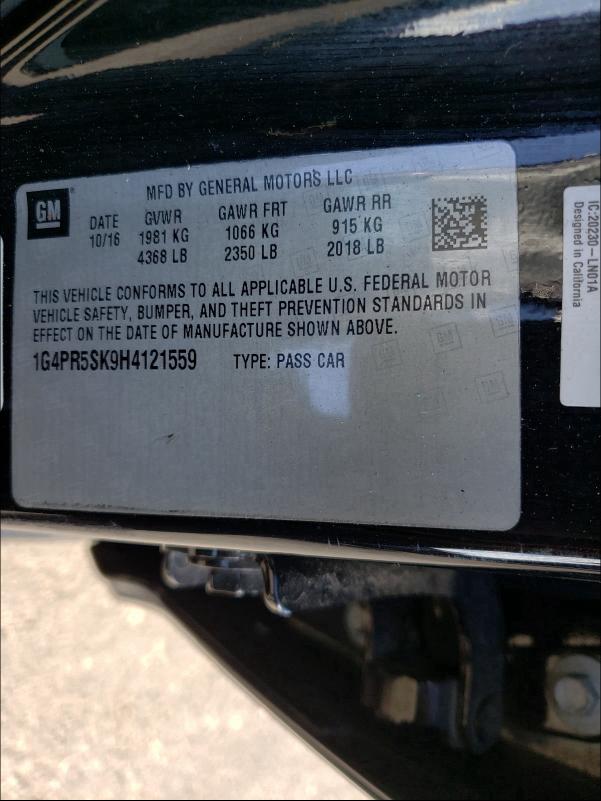 GM
MFD BY GENERAL MOTORS LLC
DATE GVWR GAWR FRT GAWR RR
10/16 1981 KG 1066 KG 915 KG
4368 LB 2350 LB 2018 LB
THIS VEHICLE CONFORMS TO ALL APPLICABLE U.S. FEDERAL MOTOR
VEHICLE SAFETY, BUMPER, AND THEFT PREVENTION STANDARDS IN
EFFECT ON THE DATE OF MANUFACTURE SHOWN ABOVE.
1G4PR5SK9H4121559 TYPE: PASS CAR
IC:20230-LN01A
Designed in California